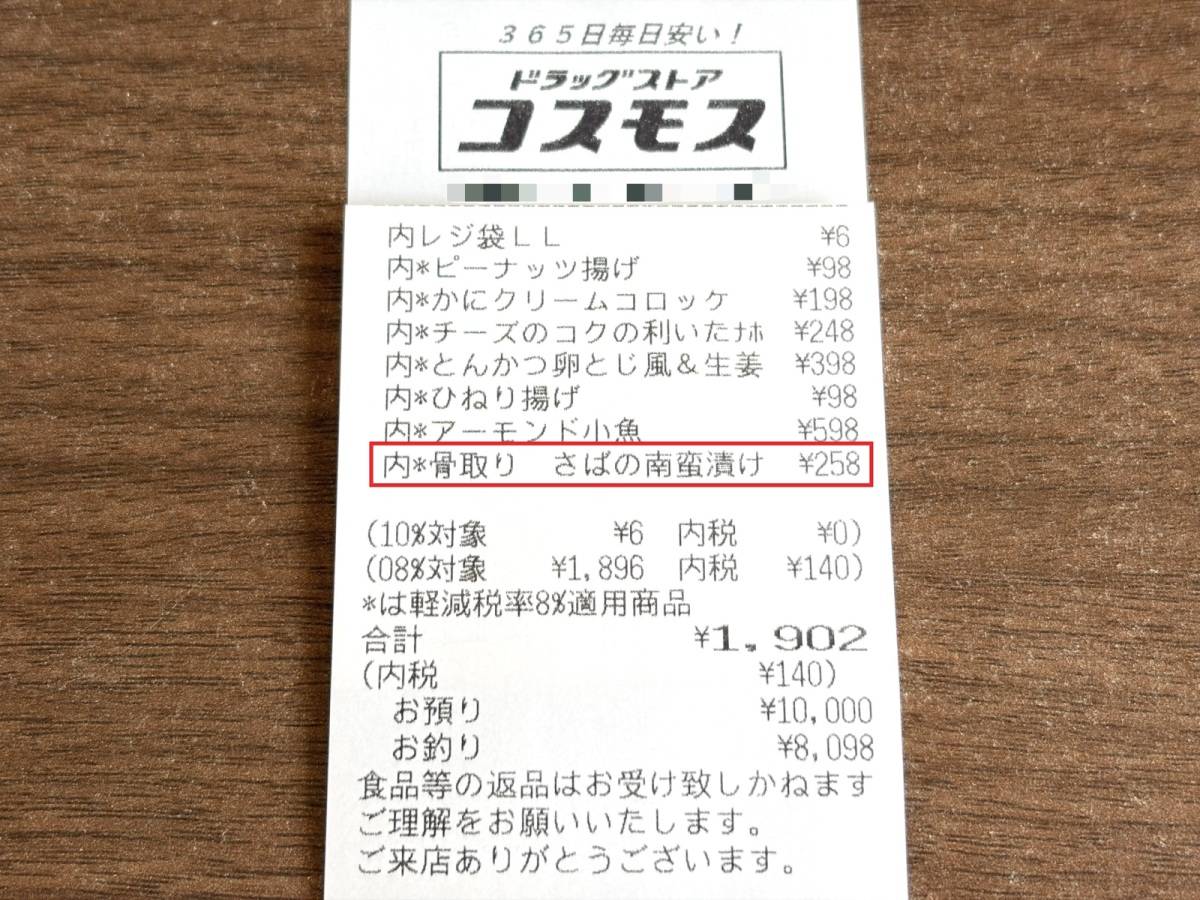 365日毎日安い!
ドラッグストア
コスモス
内レジ袋LL ¥6
内*ピーナッツ揚げ ¥98
内*かにクリームコロッケ ¥198
内*チーズのコクの利いたﾅﾎ ¥248
内*とんかつ卵とじ風&生姜 ¥398
内*ひねり揚げ ¥98
内*アーモンド小魚 ¥598
内*骨取り さばの南蛮漬け ¥258
(10%対象 ¥6 内税 ¥0)
(08%対象 ¥1,896 内税 ¥140)
*は軽減税率8%適用商品
合計 ¥1,902
(内税 ¥140)
お預り ¥10,000
お釣り ¥8,098
食品等の返品はお受け致しかねます
ご理解をお願いいたします。
ご来店ありがとうございます。